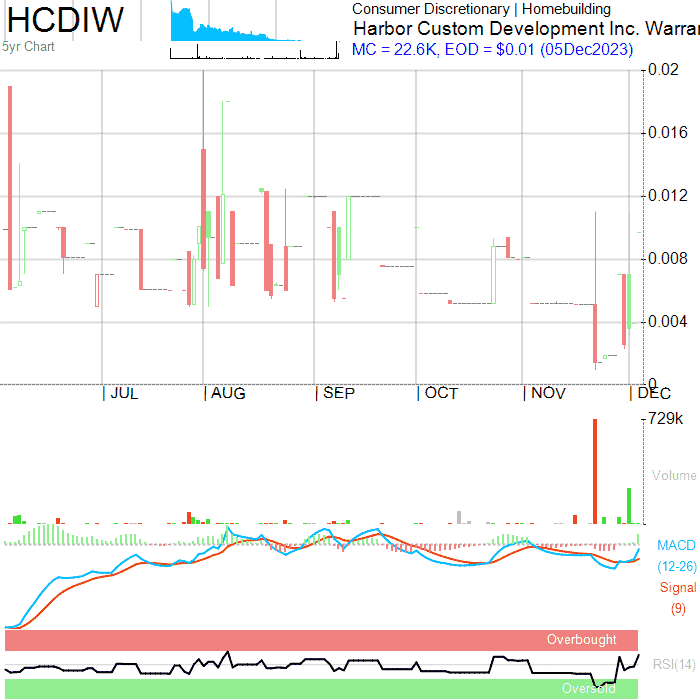 HCDIW
5yr Chart
Consumer Discretionary | Homebuilding
Harbor Custom Development Inc. Warra
MC = 22.6K, EOD = $0.01 (05Dec2023)
0.02
0.016
0.012
0.008
0.004
0
| JUL | AUG | SEP | OCT | NOV | DEC
729k
Volume
MACD
(12-26)
Signal
(9)
Overbought
RSI(14)
Oversold